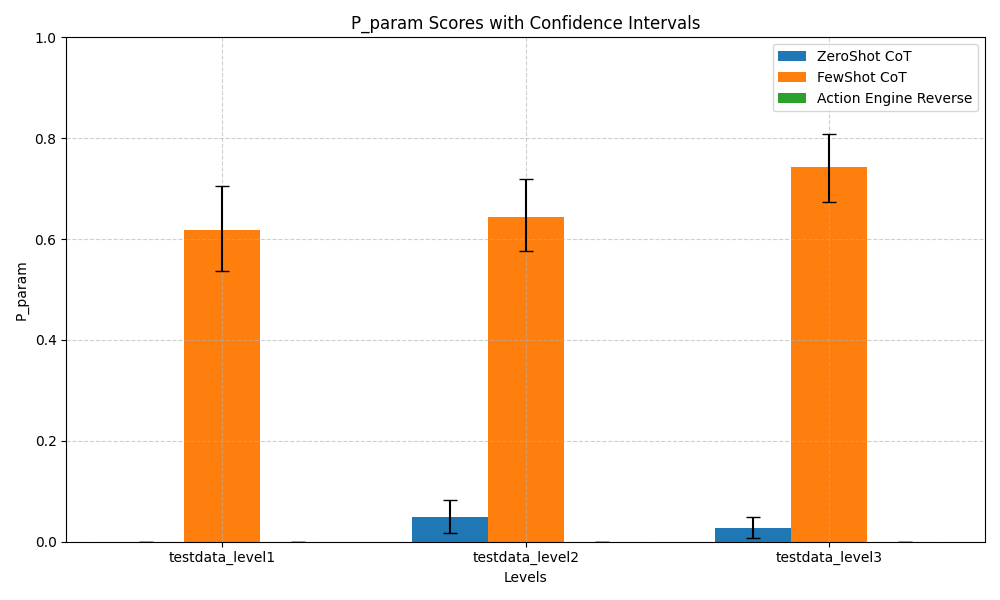 P_param Scores with Confidence Intervals
ZeroShot CoT
FewShot CoT
Action Engine Reverse
P_param
1.0
0.8
0.6
0.4
0.2
0.0
testdata_level1
testdata_level2
testdata_level3
Levels